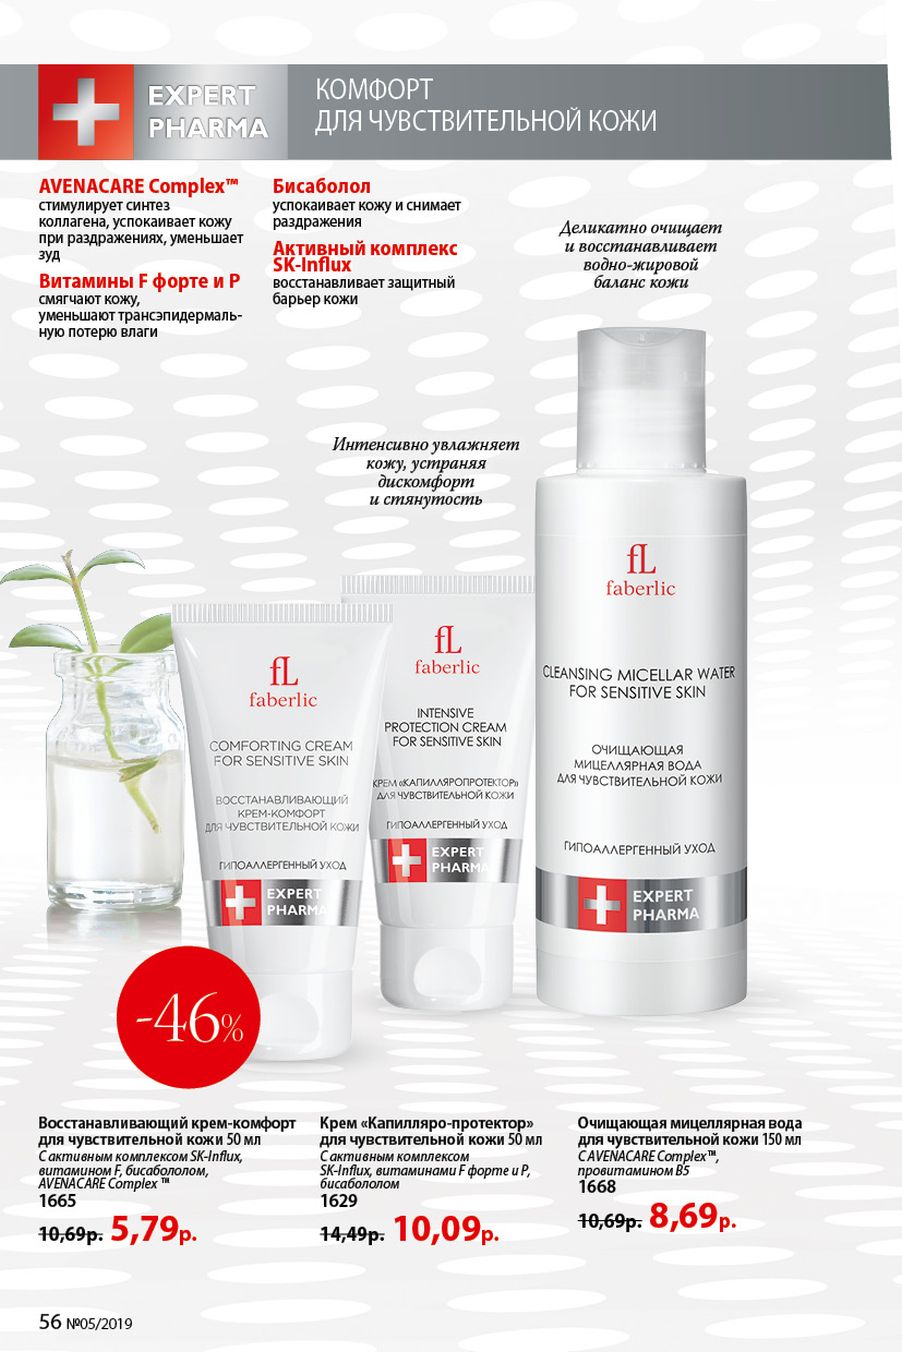 EXPERT
PHARMA
КОМФОРТ
ДЛЯ ЧУВСТВИТЕЛЬНОЙ КОЖИ
AVENACARE Complex™
стимулирует синтез
коллагена, успокаивает кожу
при раздражениях, уменьшает
зуд
Витамины F форте и P
смягчают кожу,
уменьшают трансэпидермаль-
ную потерю влаги
Бисаболол
успокаивает кожу и снимает
раздражения
Активный комплекс
SK-Influx
восстанавливает защитный
барьер кожи
Деликатно очищает
и восстанавливает
водно-жировой
баланс кожи
Интенсивно увлажняет
кожу, устраняя
дискомфорт
и стянутость
fL
faberlic
COMFORTING CREAM
FOR SENSITIVE SKIN
ВОССТАНАВЛИВАЮЩИЙ
КРЕМ-КОМФОРТ
ДЛЯ ЧУВСТВИТЕЛЬНОЙ КОЖИ
ГИПОАЛЛЕРГЕННЫЙ УХОД
EXPERT
PHARMA
fL
faberlic
INTENSIVE
PROTECTION CREAM
FOR SENSITIVE SKIN
КРЕМ «КАПИЛЛЯРОПРОТЕКТОР»
ДЛЯ ЧУВСТВИТЕЛЬНОЙ КОЖИ
ГИПОАЛЛЕРГЕННЫЙ УХОД
EXPERT
PHARMA
fL
faberlic
CLEANSING MICELLAR WATER
FOR SENSITIVE SKIN
ОЧИЩАЮЩАЯ
МИЦЕЛЛЯРНАЯ ВОДА
ДЛЯ ЧУВСТВИТЕЛЬНОЙ КОЖИ
ГИПОАЛЛЕРГЕННЫЙ УХОД
EXPERT
PHARMA
-46%
Восстанавливающий крем-комфорт
для чувствительной кожи 50 мл
С активным комплексом SK-Influx,
витамином F, бисабололом,
AVENACARE Complex ™
1665
10,69р. 5,79р.
Крем «Капилляро-протектор»
для чувствительной кожи 50 мл
С активным комплексом
SK-Influx, витаминами F форте и P,
бисабололом
1629
14,49р. 10,09р.
Очищающая мицеллярная вода
для чувствительной кожи 150 мл
С AVENACARE Complex™,
провитамином B5
1668
10,69р. 8,69р.
56 №05/2019